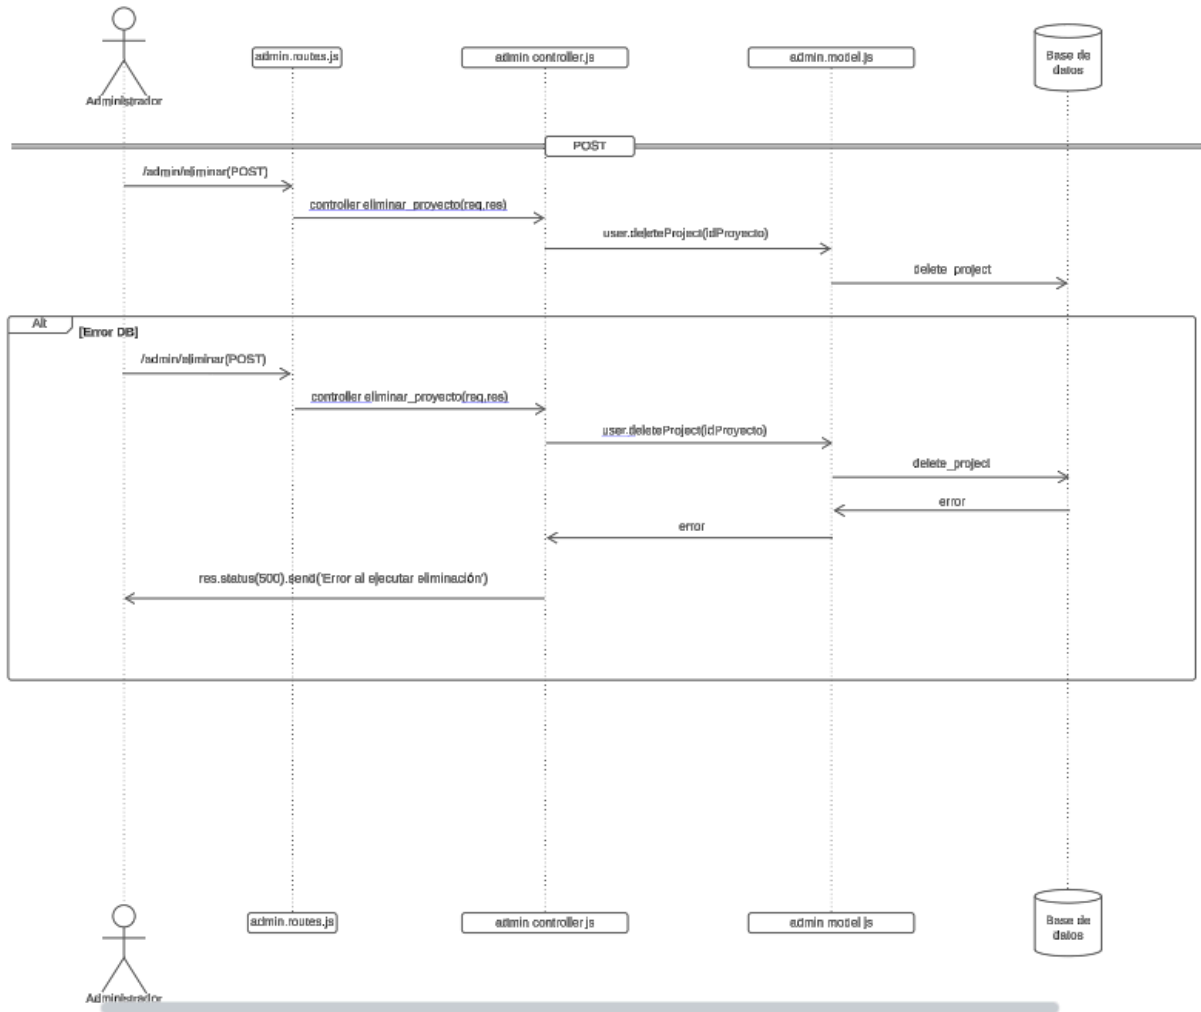 Administrador
admin.routes.js
admin controller.js
admin.model.js
Base de
datos
POST
/admin/eliminar(POST)
controller eliminar_proyecto(req,res)
user.deleteProject(idProyecto)
delete_project
Alt
[Error DB]
/admin/eliminar(POST)
controller eliminar_proyecto(req,res)
user.deleteProject(idProyecto)
delete_project
error
error
res.status(500).send('Error al ejecutar eliminación')
admin.routes.js
admin controller.js
admin model.js
Base de
datos
Administrador